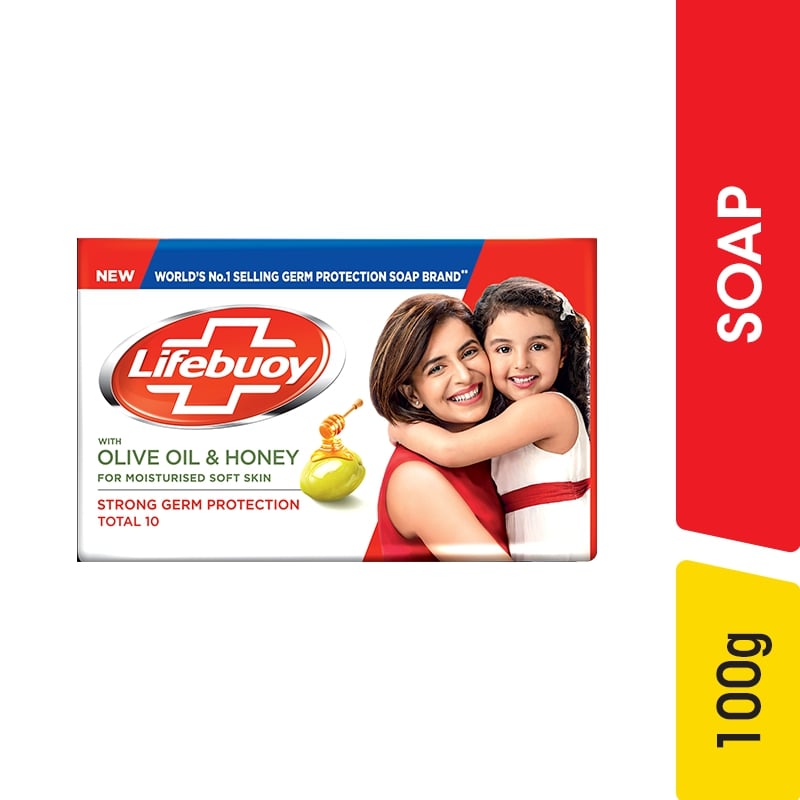 NEW
WORLD'S No.1 SELLING GERM PROTECTION SOAP BRAND**
Lifebuoy
WITH
OLIVE OIL & HONEY
FOR MOISTURISED SOFT SKIN
STRONG GERM PROTECTION
TOTAL 10
SOAP
100g